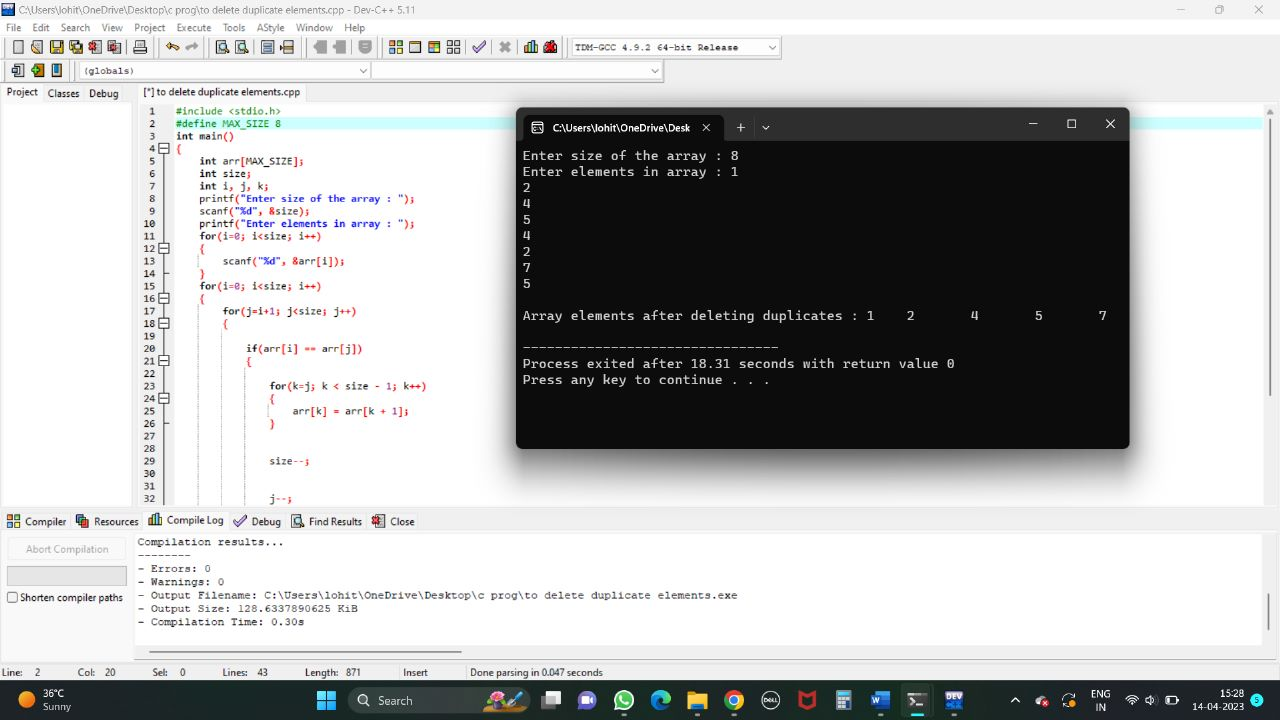 C:\Users\lohit\OneDrive\Desktop\c prog\to delete duplicate elements.cpp - Dev-C++ 5.11
File Edit Search View Project Execute Tools AStyle Window Help
TDM-GCC 4.9.2 64-bit Release
(globals)
Project Classes Debug
[*] to delete duplicate elements.cpp
1 #include <stdio.h>
2 #define MAX_SIZE 8
3 int main()
4 {
5 int arr[MAX_SIZE];
6 int size;
7 int i, j, k;
8 printf("Enter size of the array : ");
9 scanf("%d", &size);
10 printf("Enter elements in array : ");
11 for(i=0; i<size; i++)
12 {
13 scanf("%d", &arr[i]);
14 }
15 for(i=0; i<size; i++)
16 {
17 for(j=i+1; j<size; j++)
18 {
19
20 if(arr[i] == arr[j])
21 {
22
23 for(k=j; k < size - 1; k++)
24 {
25 arr[k] = arr[k + 1];
26 }
27
28
29 size--;
30
31
32 j--;
C:\Users\lohit\OneDrive\Desk
Enter size of the array : 8
Enter elements in array : 1
2
4
5
4
2
7
5
Array elements after deleting duplicates : 1 2 4 5 7
--------------------------------
Process exited after 18.31 seconds with return value 0
Press any key to continue . . .
Compiler Resources Compile Log Debug Find Results Close
Abort Compilation
Shorten compiler paths
Compilation results...
--------
- Errors: 0
- Warnings: 0
- Output Filename: C:\Users\lohit\OneDrive\Desktop\c prog\to delete duplicate elements.exe
- Output Size: 128.6337890625 KiB
- Compilation Time: 0.30s
Line: 2 Col: 20 Sel: 0 Lines: 43 Length: 871 Insert Done parsing in 0.047 seconds
36°C
Sunny
Search
DELL
DEV
ENG
IN
15:28
14-04-2023
5